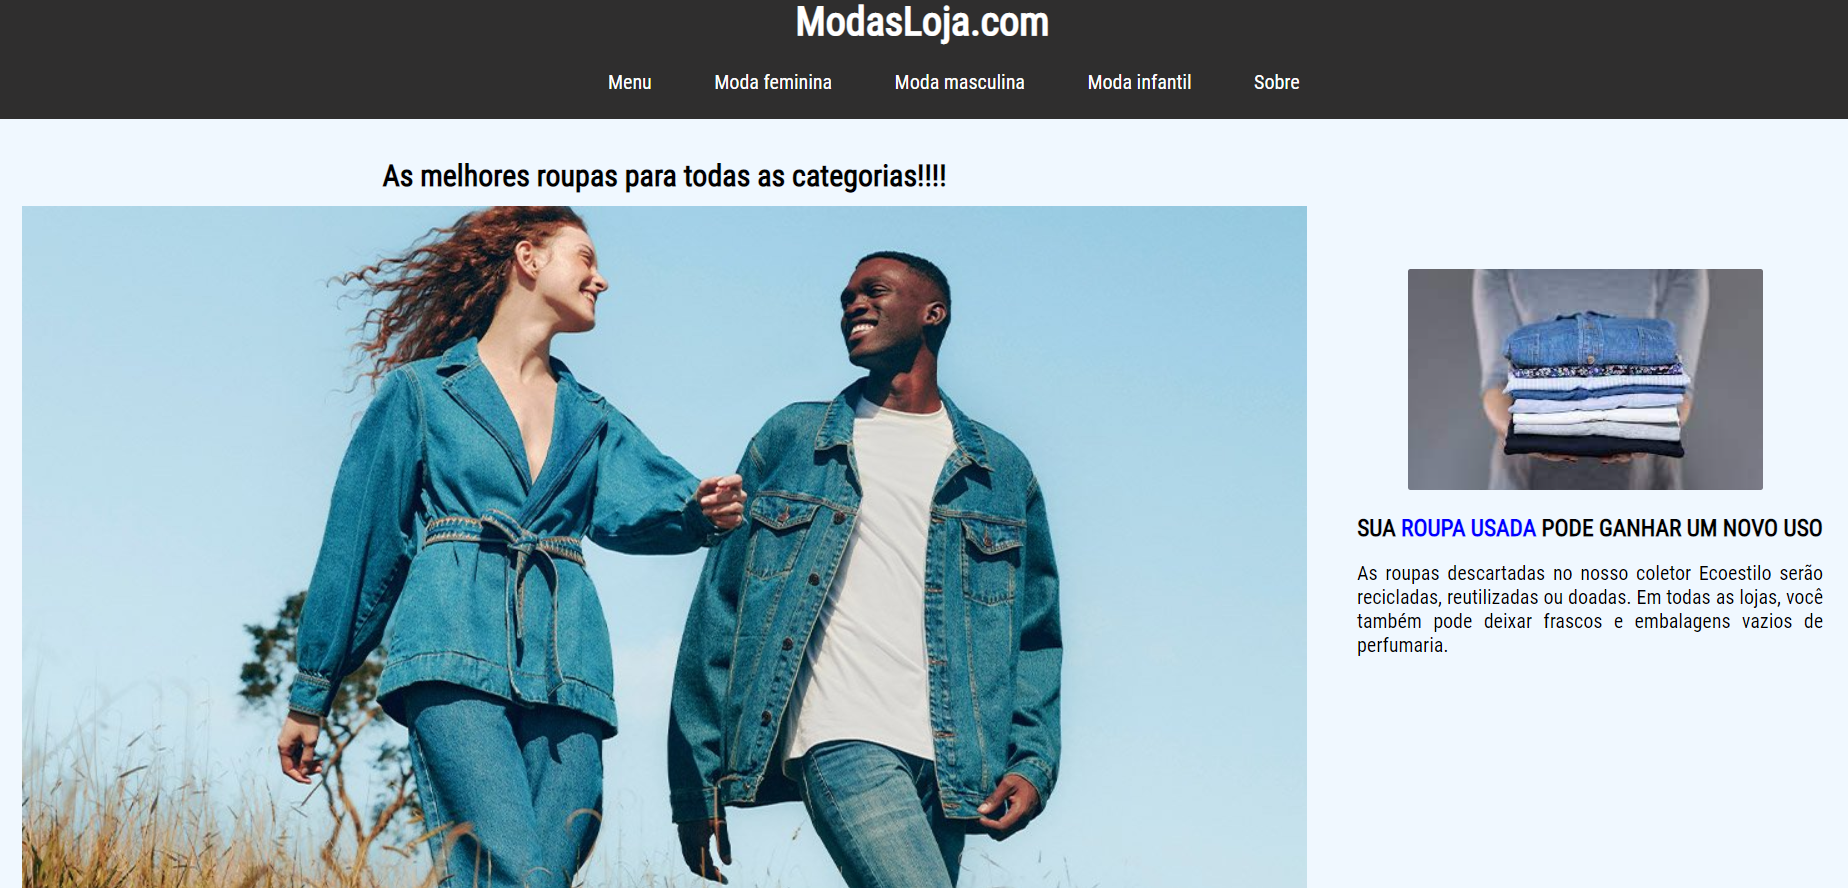 ModasLoja.com
Menu Moda feminina Moda masculina Moda infantil Sobre
As melhores roupas para todas as categorias!!!!
SUA ROUPA USADA PODE GANHAR UM NOVO USO
As roupas descartadas no nosso coletor Ecoestilo serão
recicladas, reutilizadas ou doadas. Em todas as lojas, você
também pode deixar frascos e embalagens vazios de
perfumaria.